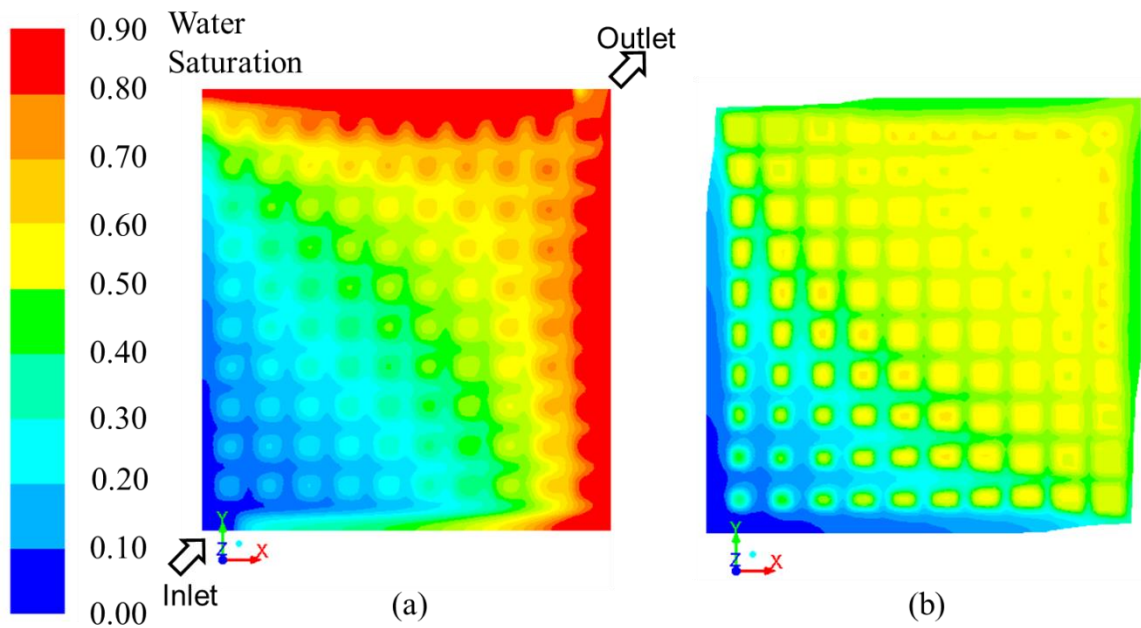 0.90
Water
Saturation
0.80
0.70
0.60
0.50
0.40
0.30
0.20
0.10
0.00
Outlet
Inlet
Y
Z
X
(a)
Y
Z
X
(b)